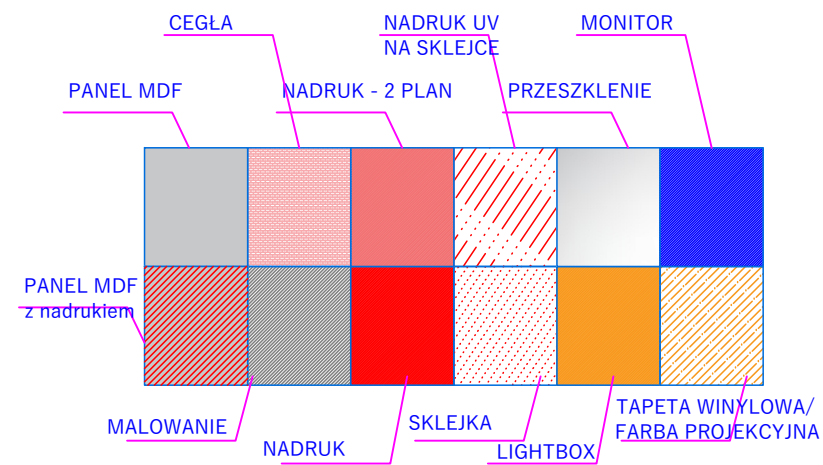 CEGŁA
NADRUK UV
NA SKLEJCE
MONITOR
PANEL MDF
NADRUK - 2 PLAN
PRZESZKLENIE
PANEL MDF
z nadrukiem
MALOWANIE
NADRUK
SKLEJKA
LIGHTBOX
TAPETA WINYLOWA/
FARBA PROJEKCYJNA